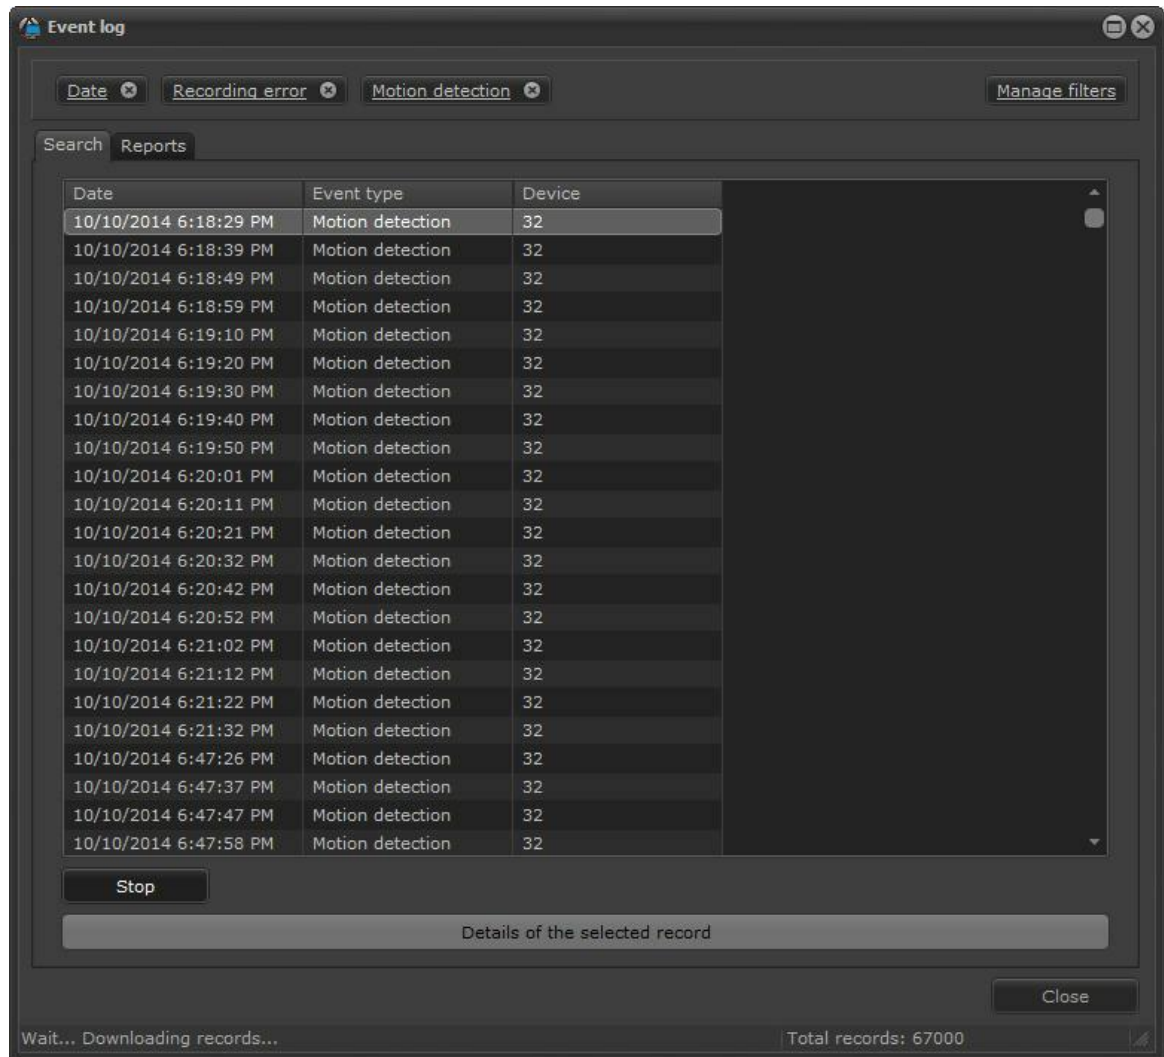 Event log
Date Recording error Motion detection Manage filters
Search Reports
Date Event type Device
10/10/2014 6:18:29 PM Motion detection 32
10/10/2014 6:18:39 PM Motion detection 32
10/10/2014 6:18:49 PM Motion detection 32
10/10/2014 6:18:59 PM Motion detection 32
10/10/2014 6:19:10 PM Motion detection 32
10/10/2014 6:19:20 PM Motion detection 32
10/10/2014 6:19:30 PM Motion detection 32
10/10/2014 6:19:40 PM Motion detection 32
10/10/2014 6:19:50 PM Motion detection 32
10/10/2014 6:20:01 PM Motion detection 32
10/10/2014 6:20:11 PM Motion detection 32
10/10/2014 6:20:21 PM Motion detection 32
10/10/2014 6:20:32 PM Motion detection 32
10/10/2014 6:20:42 PM Motion detection 32
10/10/2014 6:20:52 PM Motion detection 32
10/10/2014 6:21:02 PM Motion detection 32
10/10/2014 6:21:12 PM Motion detection 32
10/10/2014 6:21:22 PM Motion detection 32
10/10/2014 6:21:32 PM Motion detection 32
10/10/2014 6:47:26 PM Motion detection 32
10/10/2014 6:47:37 PM Motion detection 32
10/10/2014 6:47:47 PM Motion detection 32
10/10/2014 6:47:58 PM Motion detection 32
Stop
Details of the selected record
Close
Wait... Downloading records... Total records: 67000